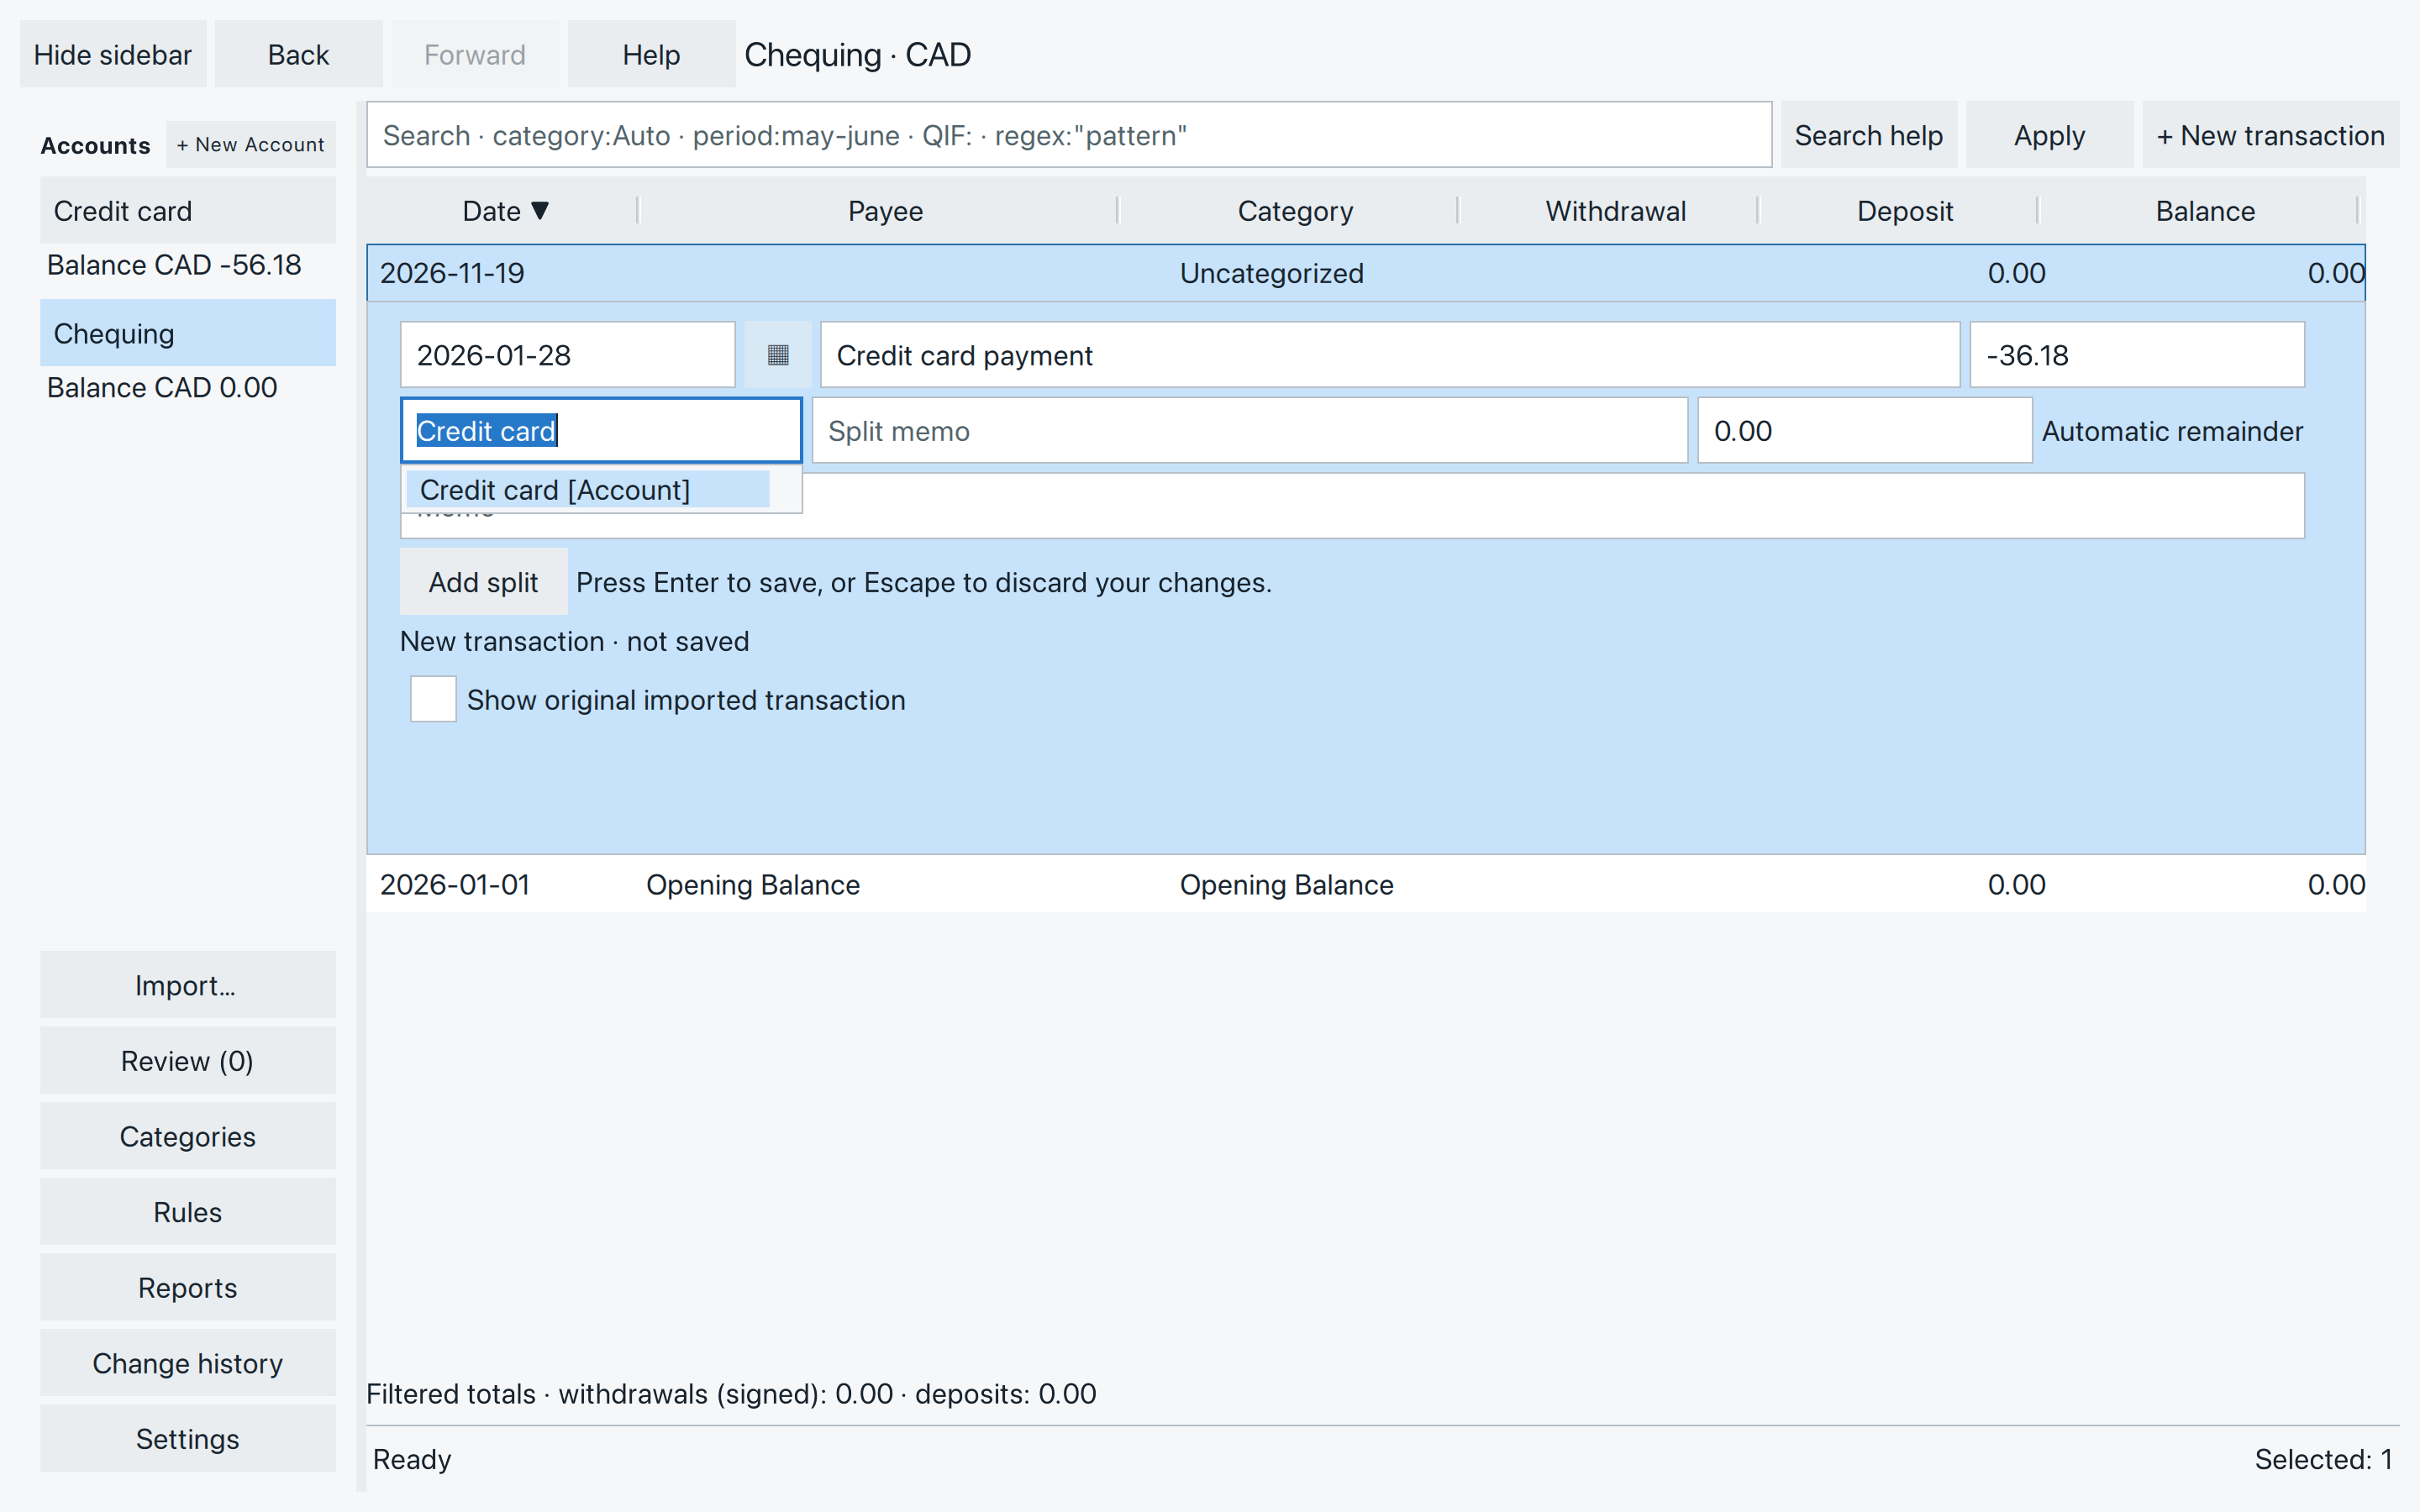 Hide sidebar Back Forward Help Chequing · CAD
Accounts + New Account
Search · category:Auto · period:may-june · QIF: · regex:"pattern" Search help Apply + New transaction
Credit card
Balance CAD -56.18
Chequing
Balance CAD 0.00
Date ▼ Payee Category Withdrawal Deposit Balance
2026-11-19 Uncategorized 0.00 0.00
2026-01-28 Credit card payment -36.18
Credit card Split memo 0.00 Automatic remainder
Credit card [Account]
Add split Press Enter to save, or Escape to discard your changes.
New transaction · not saved
Show original imported transaction
2026-01-01 Opening Balance Opening Balance 0.00 0.00
Import...
Review (0)
Categories
Rules
Reports
Change history
Settings
Filtered totals · withdrawals (signed): 0.00 · deposits: 0.00
Ready Selected: 1